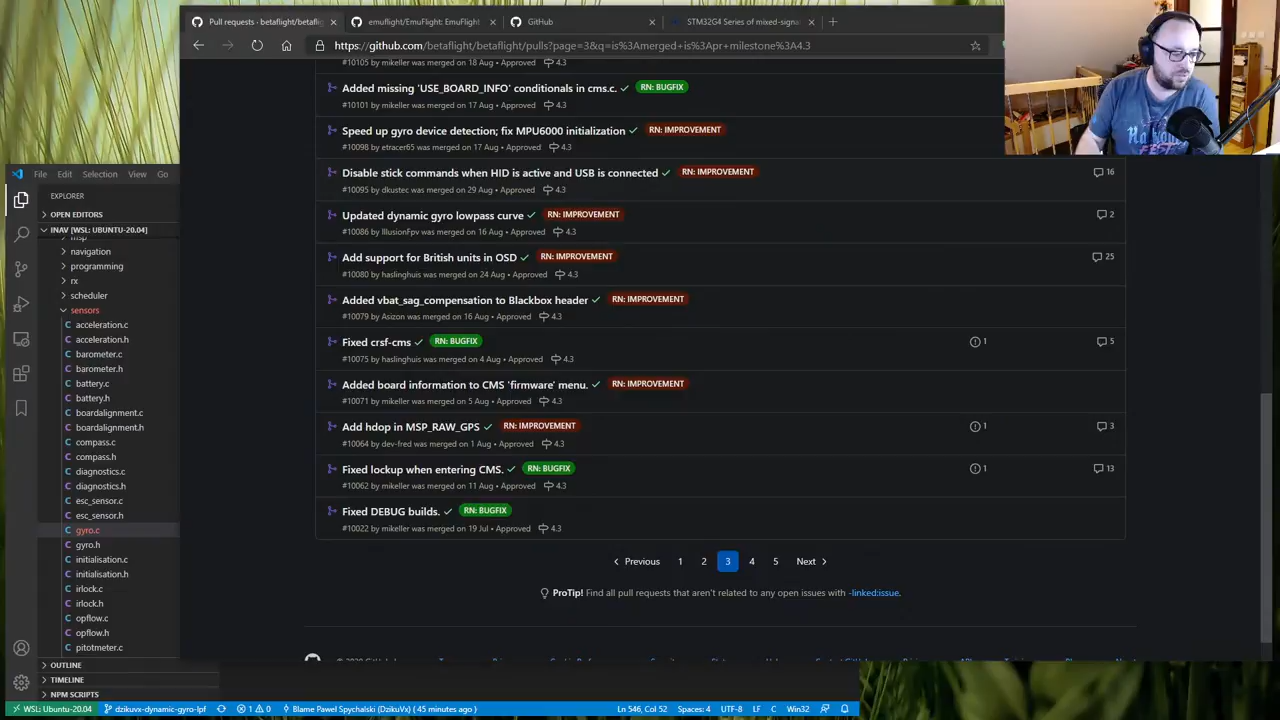 Pull requests · betaflight/betafli
emuflight/EmuFlight: EmuFlight
GitHub
STM32G4 Series of mixed-signal
https://github.com/betaflight/betaflight/pulls?page=3&q=is%3Amerged+is%3Apr+milestone%3A4.3
#10105 by mikeller was merged on 18 Aug • Approved 4.3
Added missing 'USE_BOARD_INFO' conditionals in cms.c. RN: BUGFIX
#10101 by mikeller was merged on 17 Aug • Approved 4.3
Speed up gyro device detection; fix MPU6000 initialization RN: IMPROVEMENT
#10098 by etracer65 was merged on 17 Aug • Approved 4.3
Disable stick commands when HID is active and USB is connected RN: IMPROVEMENT 16
#10095 by dkustec was merged on 29 Aug • Approved 4.3
Updated dynamic gyro lowpass curve RN: IMPROVEMENT 2
#10086 by IllusionFpv was merged on 16 Aug • Approved 4.3
Add support for British units in OSD RN: IMPROVEMENT 25
#10080 by haslinghuis was merged on 24 Aug • Approved 4.3
Added vbat_sag_compensation to Blackbox header RN: IMPROVEMENT
#10079 by Asizon was merged on 16 Aug • Approved 4.3
Fixed crsf-cms RN: BUGFIX 1 5
#10075 by haslinghuis was merged on 4 Aug • Approved 4.3
Added board information to CMS 'firmware' menu. RN: IMPROVEMENT
#10071 by mikeller was merged on 5 Aug • Approved 4.3
Add hdop in MSP_RAW_GPS RN: IMPROVEMENT 1 3
#10064 by dev-fred was merged on 1 Aug • Approved 4.3
Fixed lockup when entering CMS. RN: BUGFIX 1 13
#10062 by mikeller was merged on 11 Aug • Approved 4.3
Fixed DEBUG builds. RN: BUGFIX
#10022 by mikeller was merged on 19 Jul • Approved 4.3
Previous 1 2 3 4 5 Next
ProTip! Find all pull requests that aren't related to any open issues with -linked:issue.
File Edit Selection View Go
EXPLORER
OPEN EDITORS
INAV [WSL: UBUNTU-20.04]
msp
navigation
programming
rx
scheduler
sensors
C acceleration.c
C acceleration.h
C barometer.c
C barometer.h
C battery.c
C battery.h
C boardalignment.c
C boardalignment.h
C compass.c
C compass.h
C diagnostics.c
C diagnostics.h
C esc_sensor.c
C esc_sensor.h
C gyro.c
C gyro.h
C initialisation.c
C initialisation.h
C irlock.c
C irlock.h
C opflow.c
C opflow.h
C pitotmeter.c
OUTLINE
TIMELINE
NPM SCRIPTS
WSL: Ubuntu-20.04 dzikuvx-dynamic-gyro-lpf 1 0 Blame Pawel Spychalski (DzikuVx) ( 45 minutes ago ) Ln 546, Col 52 Spaces: 4 UTF-8 LF C Win32